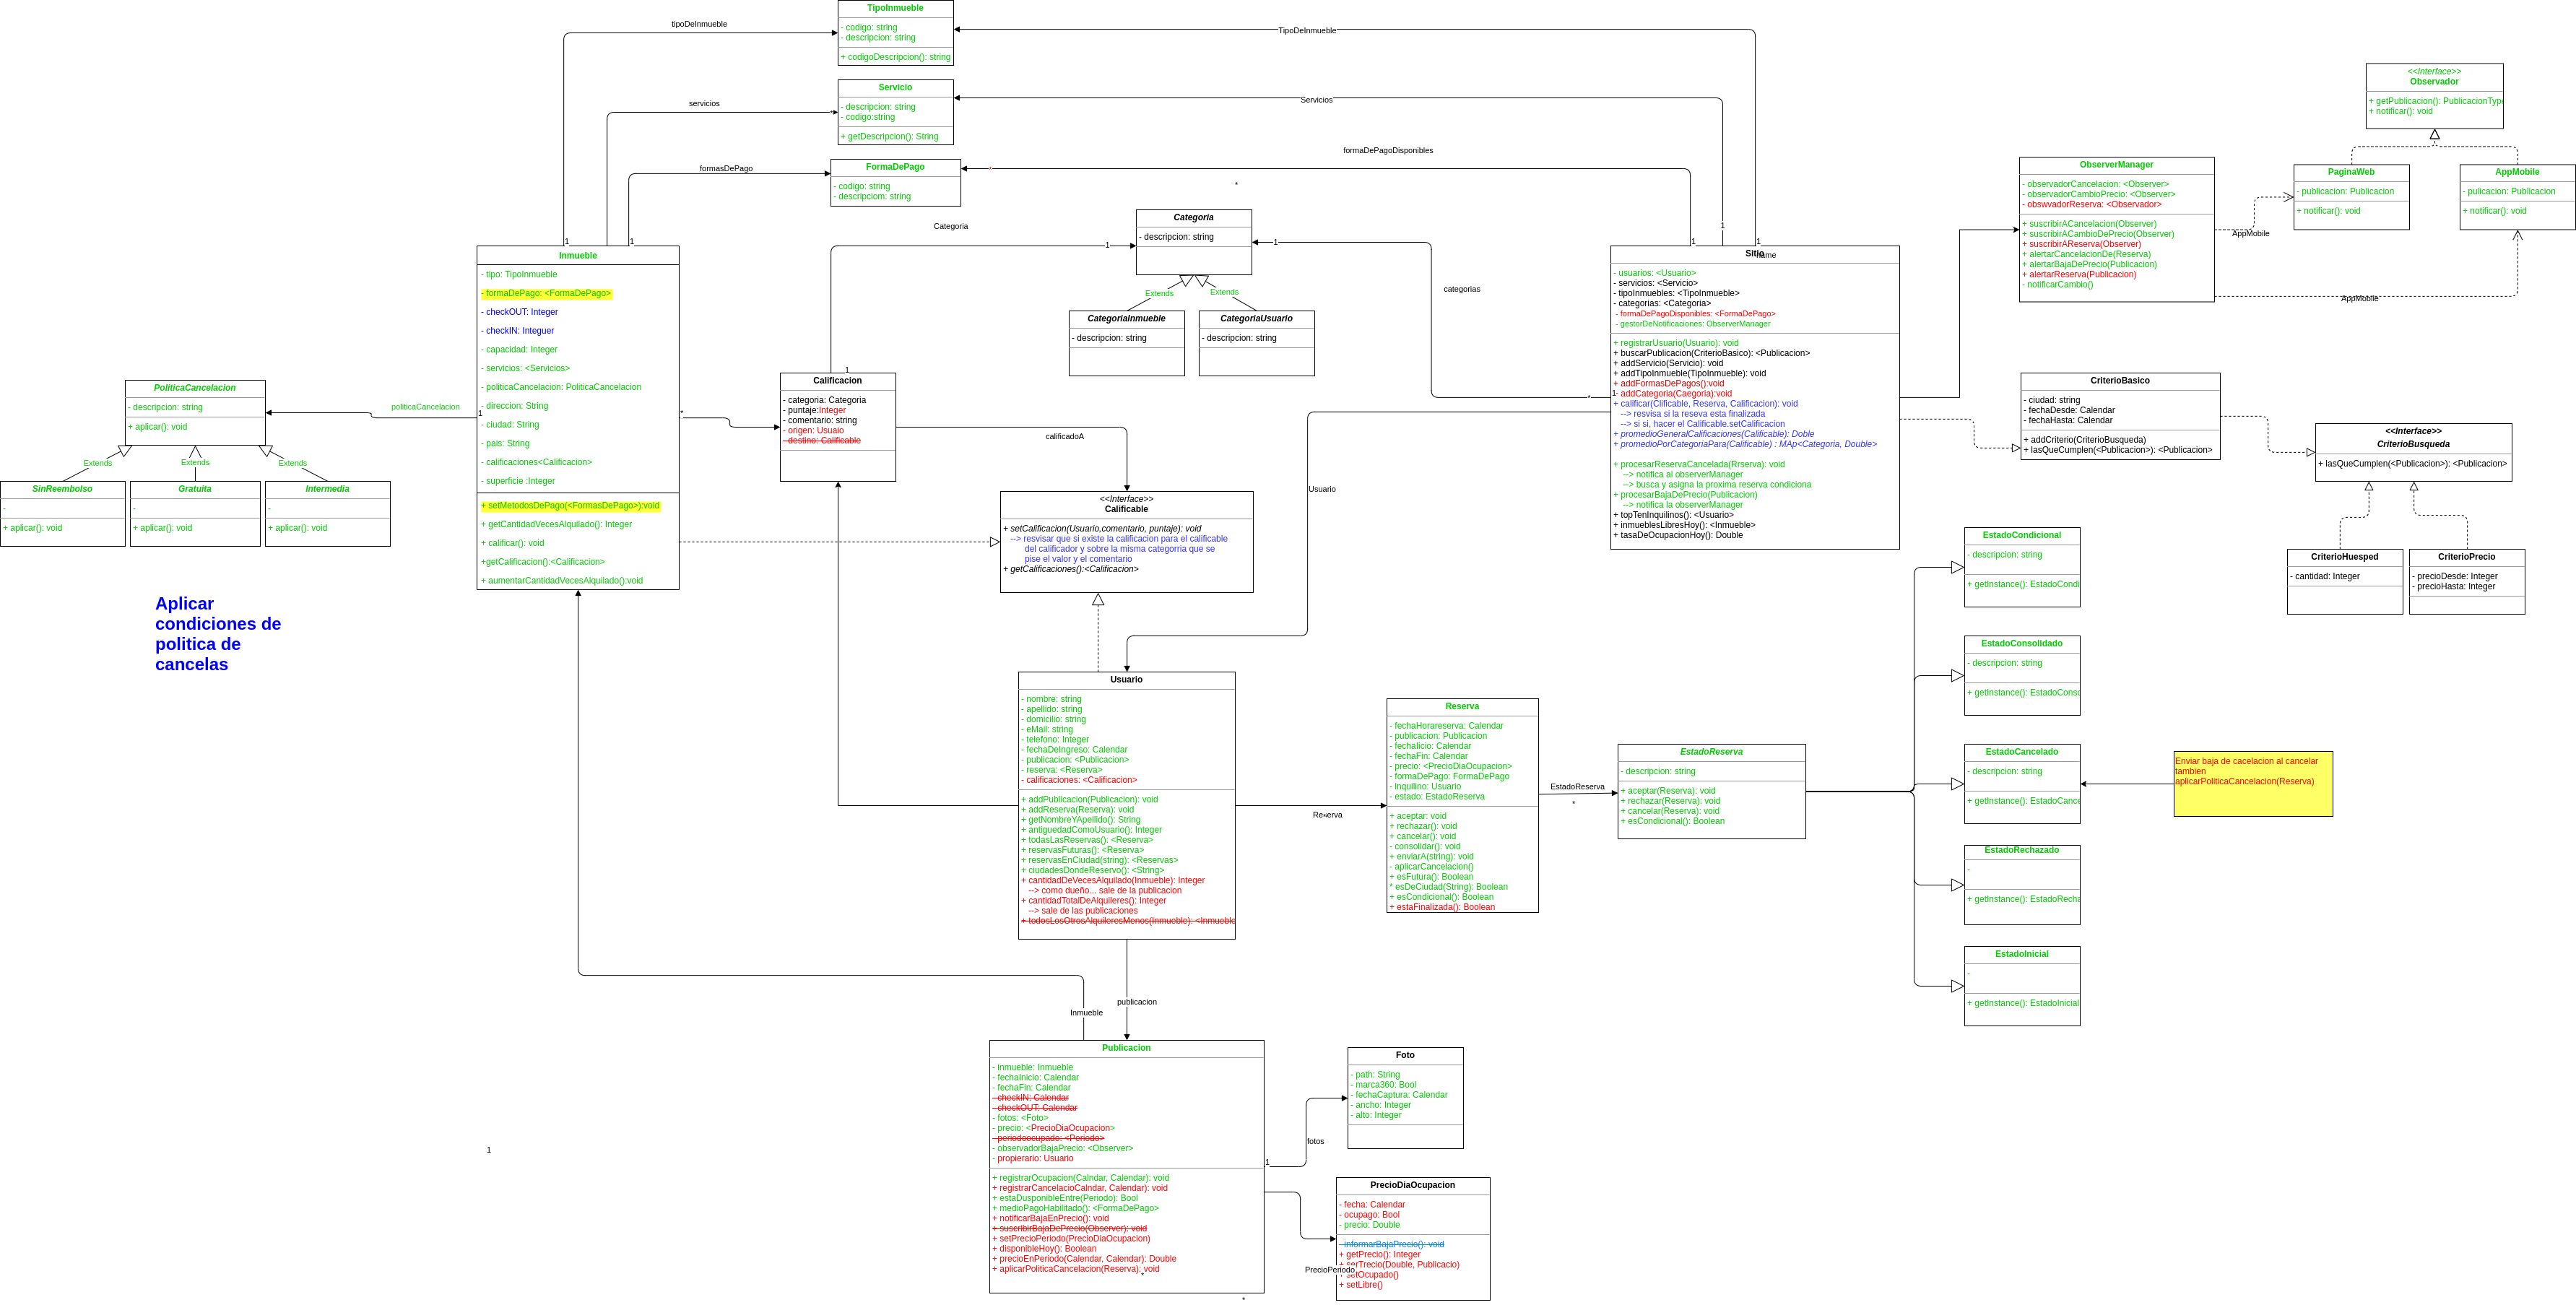 TipoInmueble
- codigo: string
- descripcion: string
+ codigoDescripcion(): string
tipoDeInmueble
TipoDeInmueble
Servicio
- descripcion: string
- codigo:string
+ getDescripcion(): String
servicios
*
Servicios
FormaDePago
- codigo: string
- descripciom: string
formasDePago
*
formaDePagoDisponibles
*
<<Interface>>
Observador
+ getPublicacion(): PublicacionType
+ notificar(): void
ObserverManager
- observadorCancelacion: <Observer>
- observadorCambioPrecio: <Observer>
- obswvadorReserva: <Observador>
+ suscribirACancelacion(Observer)
+ suscribirACambioDePrecio(Observer)
+ suscribirAReserva(Observer)
+ alertarCancelacionDe(Reserva)
+ alertarBajaDePrecio(Publicacion)
+ alertarReserva(Publicacion)
- notificarCambio()
PaginaWeb
- publicacion: Publicacion
+ notificar(): void
AppMobile
- pulicacion: Publicacion
+ notificar(): void
AppMobile
AppMobile
Categoria
- descripcion: string
Categoria
1
1
1
1
1
1
1
Extends
Extends
CategoriaInmueble
- descripcion: string
CategoriaUsuario
- descripcion: string
categorias
Inmueble
- tipo: TipoInmueble
- formaDePago: <FormaDePago>
- checkOUT: Integer
- checkIN: Integuer
- capacidad: Integer
- servicios: <Servicios>
- politicaCancelacion: PoliticaCancelacion
- direccion: String
- ciudad: String
- pais: String
- calificaciones<Calificacion>
- superficie :Integer
+ setMetodosDePago(<FormasDePago>):void
+ getCantidadVecesAlquilado(): Integer
+ calificar(): void
+getCalificacion():<Calificacion>
+ aumentarCantidadVecesAlquilado():void
Sitio
name
- usuarios: <Usuario>
- servicios: <Servicio>
- tipoInmuebles: <TipoInmueble>
- categorias: <Categoria>
- formaDePagoDisponibles: <FormaDePago>
- gestorDeNotificaciones: ObserverManager
+ registrarUsuario(Usuario): void
+ buscarPublicacion(CriterioBasico): <Publicacion>
+ addServicio(Servicio): void
+ addTipoInmueble(TipoInmueble): void
+ addFormasDePagos():void
+ addCategoria(Caegoria):void
+ calificar(Clificable, Reserva, Calificacion): void
--> resvisa si la reseva esta finalizada
--> si si, hacer el Calificable.setCalificacion
+ promedioGeneralCalificaciones(Calificable): Doble
+ promedioPorCategoriaPara(Calificable) : MAp<Categoria, Double>
+ procesarReservaCancelada(Rrserva): void
--> notifica al observerManager
--> busca y asigna la proxima reserva condiciona
+ procesarBajaDePrecio(Publicacion)
--> notifica la observerManager
+ topTenInquilinos(): <Usuario>
+ inmueblesLibresHoy(): <Inmueble>
+ tasaDeOcupacionHoy(): Double
*
1
PoliticaCancelacion
- descripcion: string
+ aplicar(): void
politicaCancelacion
1
*
Extends
Extends
Extends
SinReembolso
-
+ aplicar(): void
Gratuita
-
+ aplicar(): void
Intermedia
-
+ aplicar(): void
Aplicar
condiciones de
politica de
cancelas
Calificacion
- categoria: Categoria
- puntaje:Integer
- comentario: string
- origen: Usuaio
- destino: Calificable
calificadoA
<<Interface>>
Calificable
+ setCalificacion(Usuario,comentario, puntaje): void
--> resvisar que si existe la calificacion para el calificable
del calificador y sobre la misma categorria que se
pise el valor y el comentario
+ getCalificaciones():<Calificacion>
Usuario
CriterioBasico
- ciudad: string
- fechaDesde: Calendar
- fechaHasta: Calendar
+ addCriterio(CriterioBusqueda)
+ lasQueCumplen(<Publicacion>): <Publicacion>
<<Interface>>
CriterioBusqueda
+ lasQueCumplen(<Publicacion>): <Publicacion>
CriterioHuesped
- cantidad: Integer
CriterioPrecio
- precioDesde: Integer
- precioHasta: Integer
EstadoCondicional
- descripcion: string
+ getInstance(): EstadoCondi
EstadoConsolidado
- descripcion: string
+ getInstance(): EstadoConso
EstadoCancelado
- descripcion: string
+ getInstance(): EstadoCance
Enviar baja de cacelacion al cancelar
tambien
aplicarPoliticaCancelacion(Reserva)
EstadoRechazado
-
+ getInstance(): EstadoRecha
EstadoInicial
-
+ getInstance(): EstadoInicial
Usuario
- nombre: string
- apellido: string
- domicilio: string
- eMail: string
- telefono: Integer
- fechaDeIngreso: Calendar
- publicacion: <Publicacion>
- reserva: <Reserva>
- calificaciones: <Calificacion>
+ addPublicacion(Publicacion): void
+ addReserva(Reserva): void
+ getNombreYApellido(): String
+ antiguedadComoUsuario(): Integer
+ todasLasReservas(): <Reserva>
+ reservasFuturas(): <Reserva>
+ reservasEnCiudad(string): <Reservas>
+ ciudadesDondeReservo(): <String>
+ cantidadDeVecesAlquilado(Inmueble): Integer
--> como dueño... sale de la publicacion
+ cantidadTotalDeAlquileres(): Integer
--> sale de las publicaciones
+ todosLosOtrosAlquileresMenos(Inmueble): <Inmueble
Reserva
Reserva
- fechaHorareserva: Calendar
- publicacion: Publicacion
- fechaIicio: Calendar
- fechaFin: Calendar
- precio: <PrecioDiaOcupacion>
- formaDePago: FormaDePago
- inquilino: Usuario
- estado: EstadoReserva
+ aceptar: void
+ rechazar(): void
+ cancelar(): void
- consolidar(): void
+ enviarA(string): void
- aplicarCancelacion()
+ esFutura(): Boolean
* esDeCiudad(String): Boolean
+ esCondicional(): Boolean
+ estaFinalizada(): Boolean
EstadoReserva
*
EstadoReserva
- descripcion: string
+ aceptar(Reserva): void
+ rechazar(Reserva): void
+ cancelar(Reserva): void
+ esCondicional(): Boolean
publicacion
Inmueble
Publicacion
- inmueble: Inmueble
- fechaInicio: Calendar
- fechaFin: Calendar
- checkIN: Calendar
- checkOUT: Calendar
- fotos: <Foto>
- precio: <PrecioDiaOcupacion>
- periodoocupado: <Periodo>
- observadorBajaPrecio: <Observer>
- propierario: Usuario
+ registrarOcupacion(Calndar, Calendar): void
+ registrarCancelacioCalndar, Calendar): void
+ estaDusponibleEntre(Periodo): Bool
+ medioPagoHabilitado(): <FormaDePago>
+ notificarBajaEnPrecio(): void
+ suscribirBajaDePrecio(Observer): void
+ setPrecioPeriodo(PrecioDiaOcupacion)
+ disponibleHoy(): Boolean
+ precioEnPeriodo(Calendar, Calendar): Double
+ aplicarPoliticaCancelacion(Reserva): void
*
*
1
1
fotos
Foto
- path: String
- marca360: Bool
- fechaCaptura: Calendar
- ancho: Integer
- alto: Integer
PrecioDiaOcupacion
- fecha: Calendar
- ocupago: Bool
- precio: Double
- informarBajaPrecio(): void
+ getPrecio(): Integer
serTrecio(Double, Publicacio)
PrecioPeriodo
setOcupado()
+ setLibre()